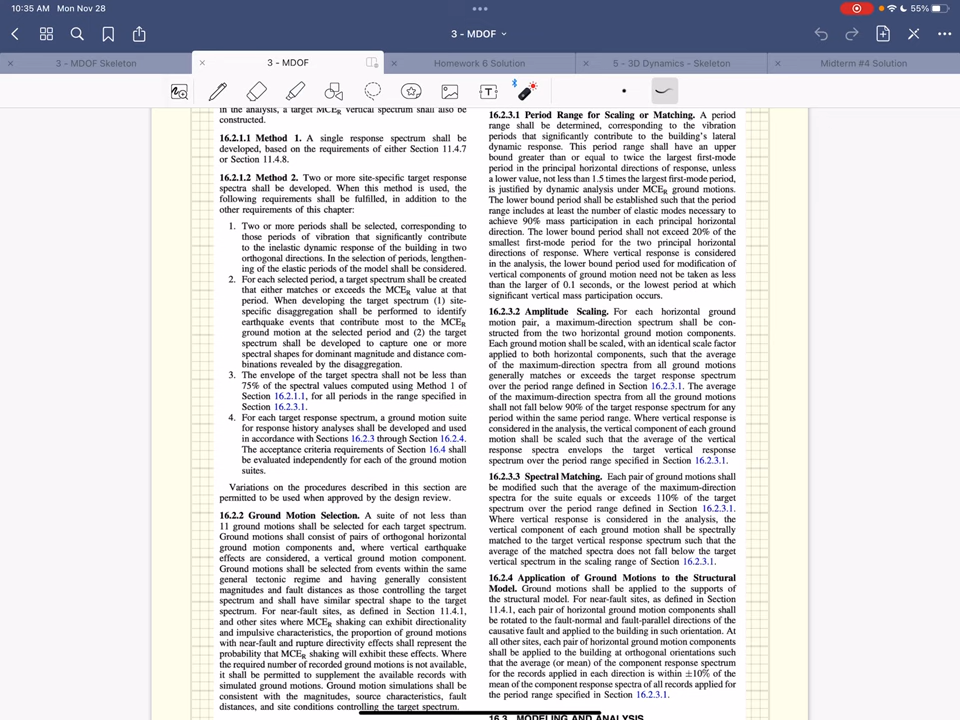 10:35 AM Mon Nov 28
55%
3 - MDOF
3 - MDOF Skeleton
3 - MDOF
Homework 6 Solution
5 - 3D Dynamics - Skeleton
Midterm #4 Solution
in the analysis, a target MCER vertical spectrum shall also be
constructed.
16.2.1.1 Method 1. A single response spectrum shall be
developed, based on the requirements of either Section 11.4.7
or Section 11.4.8.
16.2.1.2 Method 2. Two or more site-specific target response
spectra shall be developed. When this method is used, the
following requirements shall be fulfilled, in addition to the
other requirements of this chapter:
1. Two or more periods shall be selected, corresponding to
those periods of vibration that significantly contribute
to the inelastic dynamic response of the building in two
orthogonal directions. In the selection of periods, lengthen-
ing of the elastic periods of the model shall be considered.
2. For each selected period, a target spectrum shall be created
that either matches or exceeds the MCER value at that
period. When developing the target spectrum (1) site-
specific disaggregation shall be performed to identify
earthquake events that contribute most to the MCER
ground motion at the selected period and (2) the target
spectrum shall be developed to capture one or more
spectral shapes for dominant magnitude and distance com-
binations revealed by the disaggregation.
3. The envelope of the target spectra shall not be less than
75% of the spectral values computed using Method 1 of
Section 16.2.1.1, for all periods in the range specified in
Section 16.2.3.1.
4. For each target response spectrum, a ground motion suite
for response history analyses shall be developed and used
in accordance with Sections 16.2.3 through Section 16.2.4.
The acceptance criteria requirements of Section 16.4 shall
be evaluated independently for each of the ground motion
suites.
Variations on the procedures described in this section are
permitted to be used when approved by the design review.
16.2.2 Ground Motion Selection. A suite of not less than
11 ground motions shall be selected for each target spectrum.
Ground motions shall consist of pairs of orthogonal horizontal
ground motion components and, where vertical earthquake
effects are considered, a vertical ground motion component.
Ground motions shall be selected from events within the same
general tectonic regime and having generally consistent
magnitudes and fault distances as those controlling the target
spectrum and shall have similar spectral shape to the target
spectrum. For near-fault sites, as defined in Section 11.4.1,
and other sites where MCER shaking can exhibit directionality
and impulsive characteristics, the proportion of ground motions
with near-fault and rupture directivity effects shall represent the
probability that MCER shaking will exhibit these effects. Where
the required number of recorded ground motions is not available,
it shall be permitted to supplement the available records with
simulated ground motions. Ground motion simulations shall be
consistent with the magnitudes, source characteristics, fault
distances, and site conditions controlling the target spectrum.
16.2.3.1 Period Range for Scaling or Matching. A period
range shall be determined, corresponding to the vibration
periods that significantly contribute to the building's lateral
dynamic response. This period range shall have an upper
bound greater than or equal to twice the largest first-mode
period in the principal horizontal directions of response, unless
a lower value, not less than 1.5 times the largest first-mode period,
is justified by dynamic analysis under MCER ground motions.
The lower bound period shall be established such that the period
range includes at least the number of elastic modes necessary to
achieve 90% mass participation in each principal horizontal
direction. The lower bound period shall not exceed 20% of the
smallest first-mode period for the two principal horizontal
directions of response. Where vertical response is considered
in the analysis, the lower bound period used for modification of
vertical components of ground motion need not be taken as less
than the larger of 0.1 seconds, or the lowest period at which
significant vertical mass participation occurs.
16.2.3.2 Amplitude Scaling. For each horizontal ground
motion pair, a maximum-direction spectrum shall be con-
structed from the two horizontal ground motion components.
Each ground motion shall be scaled, with an identical scale factor
applied to both horizontal components, such that the average
of the maximum-direction spectra from all ground motions
generally matches or exceeds the target response spectrum
over the period range defined in Section 16.2.3.1. The average
of the maximum-direction spectra from all the ground motions
shall not fall below 90% of the target response spectrum for any
period within the same period range. Where vertical response is
considered in the analysis, the vertical component of each ground
motion shall be scaled such that the average of the vertical
response spectra envelops the target vertical response
spectrum over the period range specified in Section 16.2.3.1.
16.2.3.3 Spectral Matching. Each pair of ground motions shall
be modified such that the average of the maximum-direction
spectra for the suite equals or exceeds 110% of the target
spectrum over the period range defined in Section 16.2.3.1.
Where vertical response is considered in the analysis, the
vertical component of each ground motion shall be spectrally
matched to the target vertical response spectrum such that the
average of the matched spectra does not fall below the target
vertical spectrum in the scaling range of Section 16.2.3.1.
16.2.4 Application of Ground Motions to the Structural
Model. Ground motions shall be applied to the supports of
the structural model. For near-fault sites, as defined in Section
11.4.1, each pair of horizontal ground motion components shall
be rotated to the fault-normal and fault-parallel directions of the
causative fault and applied to the building in such orientation. At
all other sites, each pair of horizontal ground motion components
shall be applied to the building at orthogonal orientations such
that the average (or mean) of the component response spectrum
for the records applied in each direction is within ±10% of the
mean of the component response spectra of all records applied for
the period range specified in Section 16.2.3.1.
16.3 MODELING AND ANALYSIS